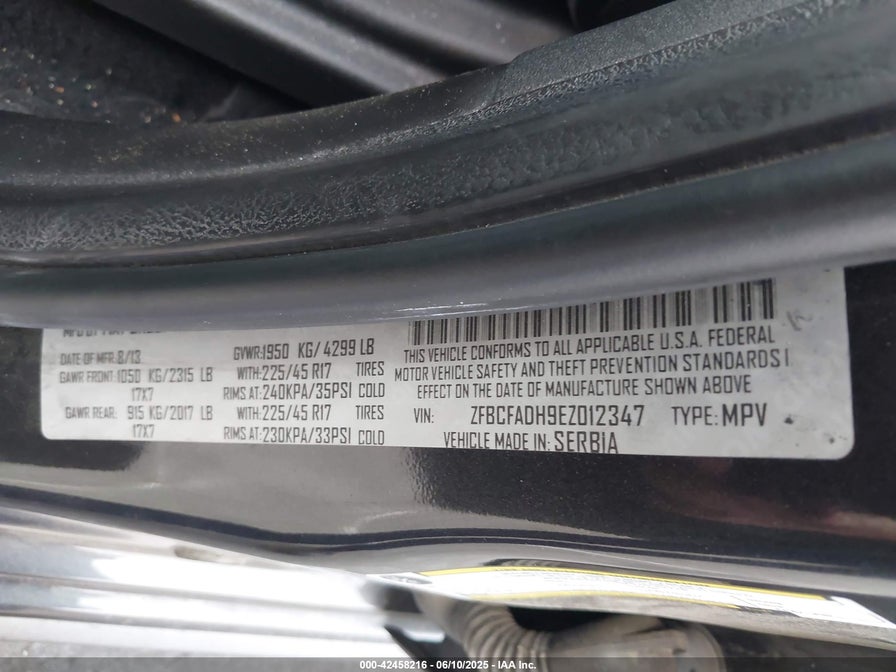 DATE OF MFR: 8/13
GVWR: 1950 KG/ 4299 LB
GAWR FRONT: 1050 KG/2315 LB
WITH: 225/45 R17 TIRES
17X7
RIMS AT: 240KPA/35PSI COLD
GAWR REAR: 915 KG/2017 LB
WITH: 225/45 R17 TIRES
17X7
RIMS AT: 230KPA/33PSI COLD
THIS VEHICLE CONFORMS TO ALL APPLICABLE U.S.A. FEDERAL
MOTOR VEHICLE SAFETY AND THEFT PREVENTION STANDARDS I
EFFECT ON THE DATE OF MANUFACTURE SHOWN ABOVE
VIN: ZFBCFADH9EZ012347 TYPE: MPV
VEHICLE MADE IN: SERBIA
000-42458216 - 06/10/2025 - IAA Inc.